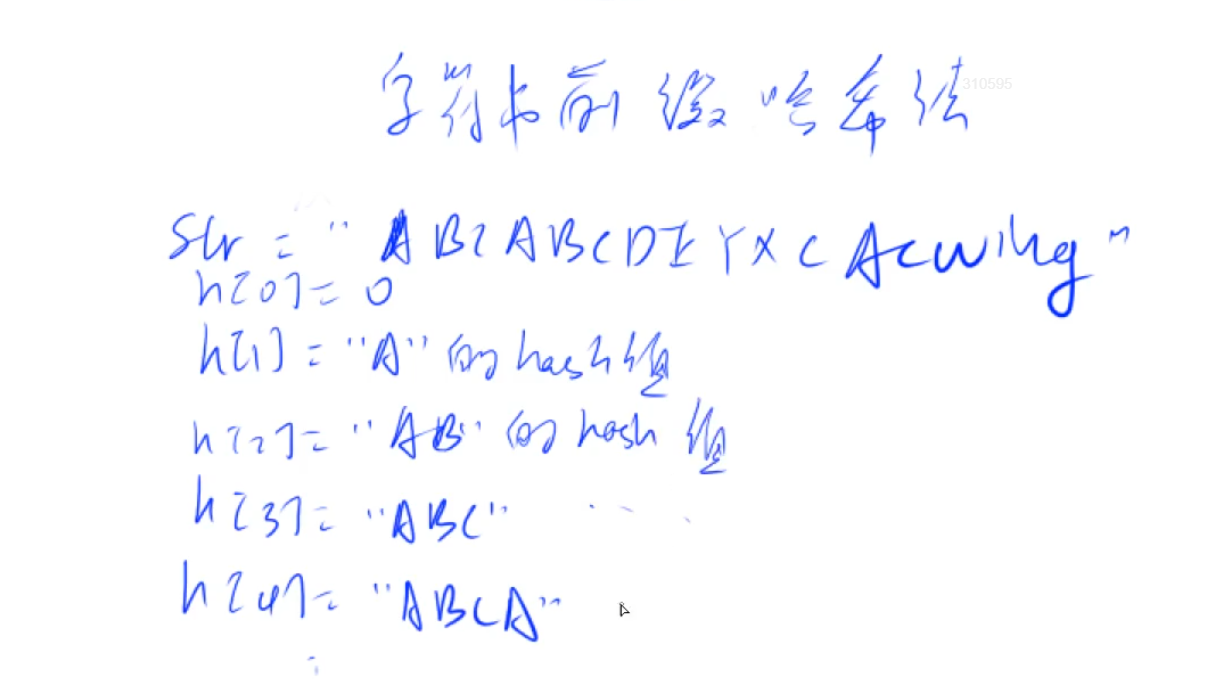 字符串前缀哈希法
310595
str = "ABCABCDEYXCAcwing"
h[0] = 0
h[1] = "A"的hash值
h[2] = "AB"的hash值
h[3] = "ABC" ...
h[4] = "ABCA"
: